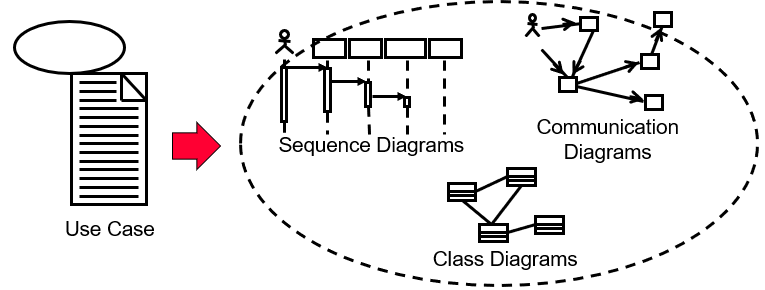 Use Case
Sequence Diagrams
Communication
Diagrams
Class Diagrams